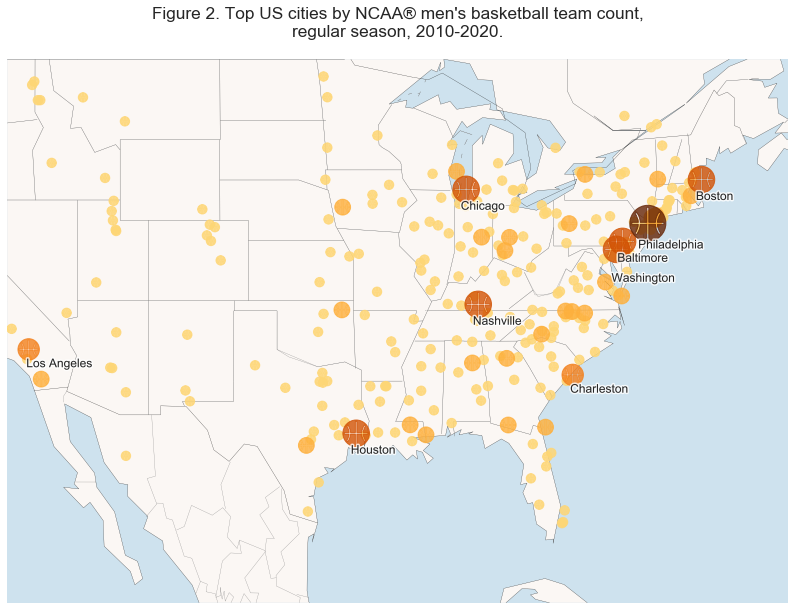 Figure 2. Top US cities by NCAA® men's basketball team count,
regular season, 2010-2020.
Boston
Chicago
Philadelphia
Baltimore
Washington
Nashville
Los Angeles
Charleston
Houston